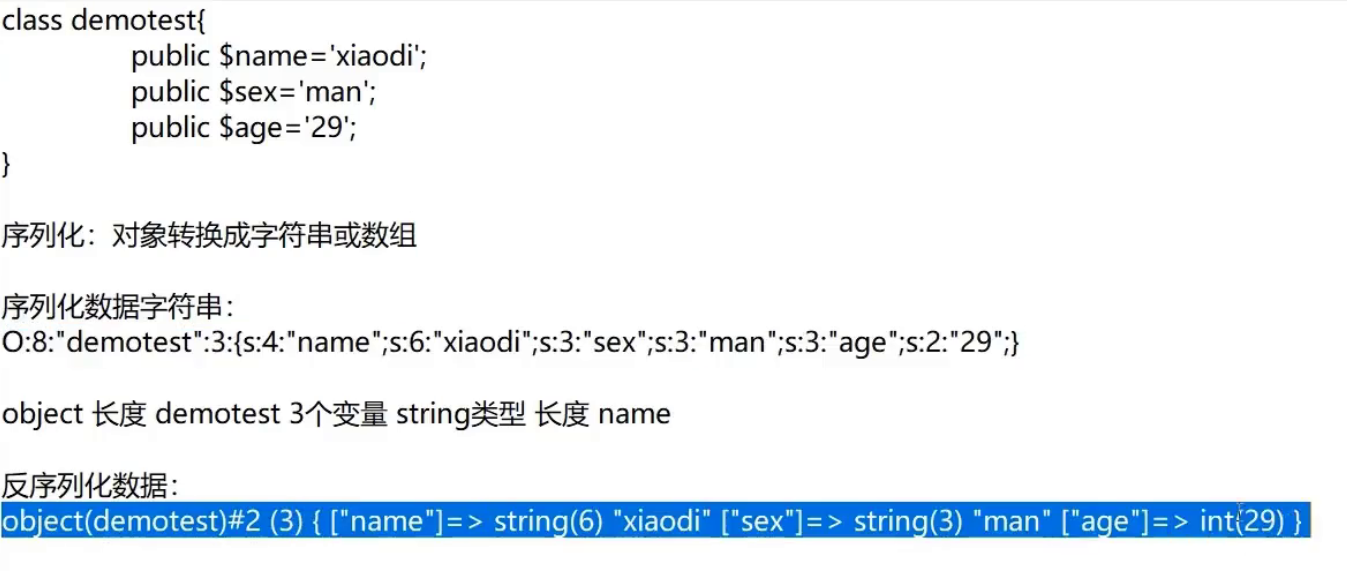 class demotest{
public $name='xiaodi';
public $sex='man';
public $age='29';
}
序列化：对象转换成字符串或数组
序列化数据字符串：
O:8:"demotest":3:{s:4:"name";s:6:"xiaodi";s:3:"sex";s:3:"man";s:3:"age";s:2:"29";}
object 长度 demotest 3个变量 string类型 长度 name
反序列化数据：
object(demotest)#2 (3) { ["name"]=> string(6) "xiaodi" ["sex"]=> string(3) "man" ["age"]=> int(29) }